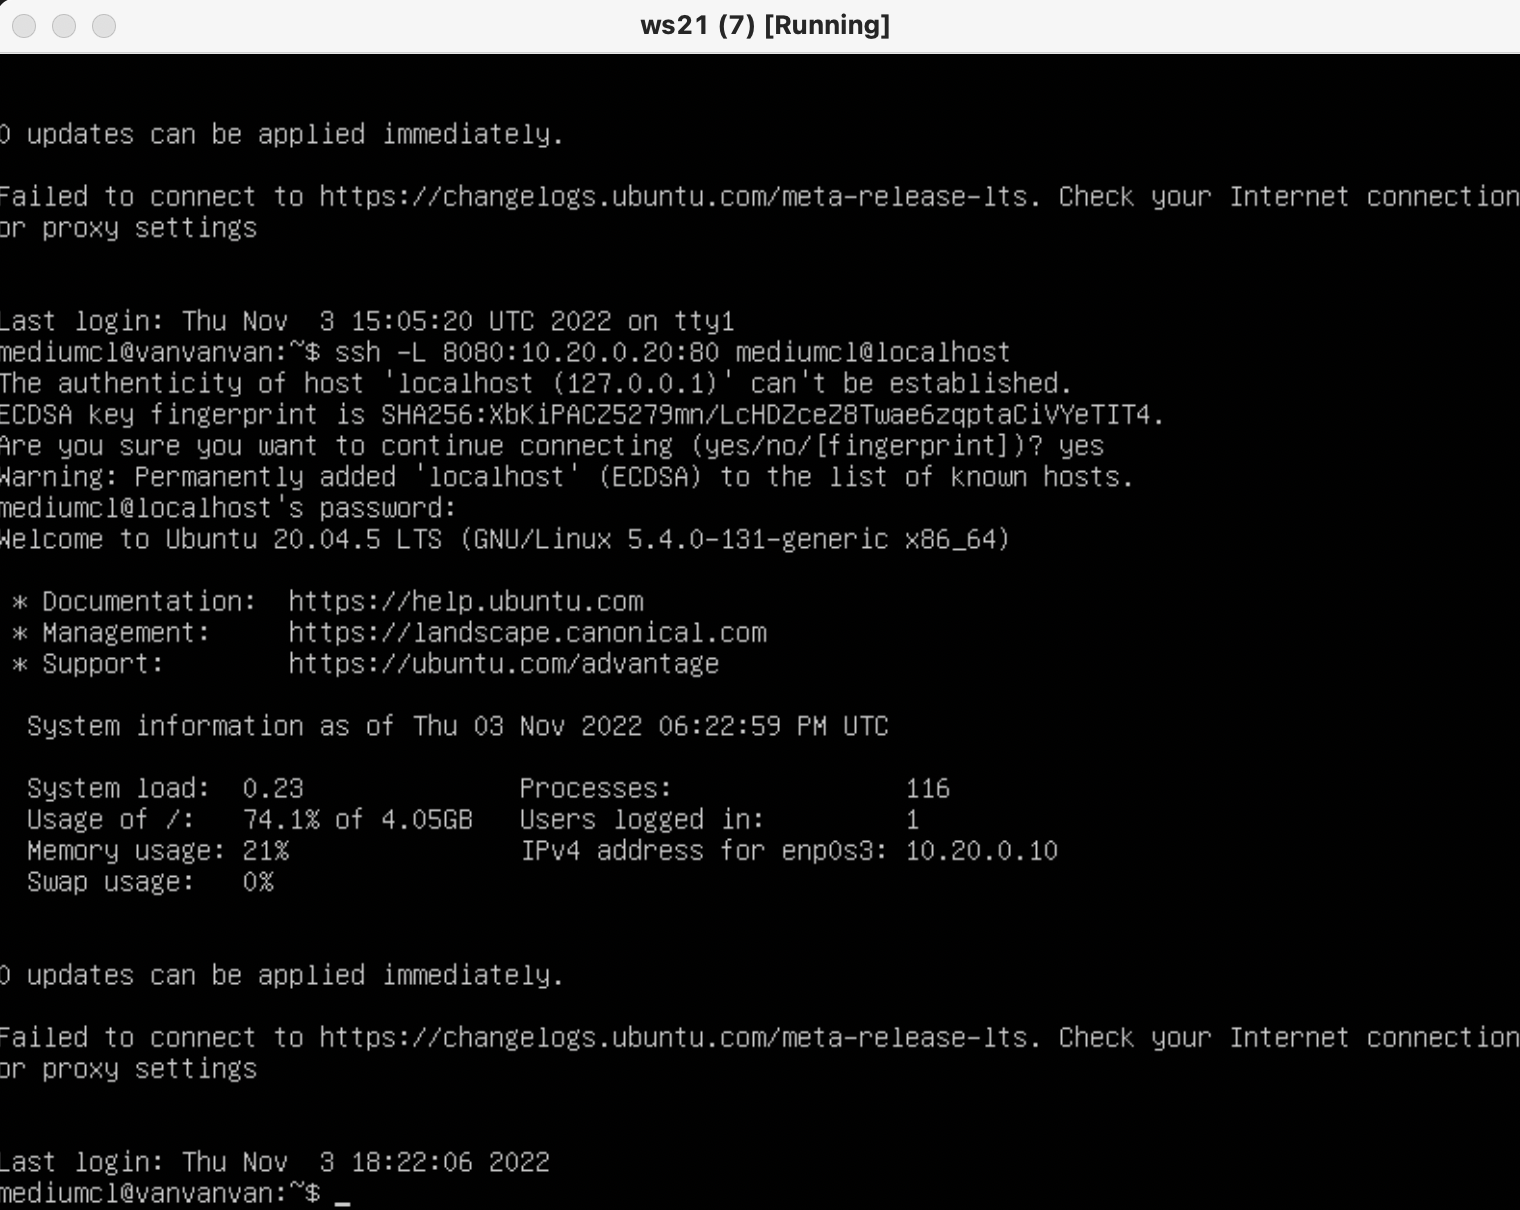 ws21 (7) [Running]
0 updates can be applied immediately.
Failed to connect to https://changelogs.ubuntu.com/meta-release-lts. Check your Internet connection
or proxy settings
Last login: Thu Nov  3 15:05:20 UTC 2022 on tty1
mediumcl@vanvanvan:~$ ssh -L 8080:10.20.0.20:80 mediumcl@localhost
The authenticity of host 'localhost (127.0.0.1)' can't be established.
ECDSA key fingerprint is SHA256:XbKiPACZ5279mn/LcHDZceZ8Twae6zqptaCiVYeTIT4.
Are you sure you want to continue connecting (yes/no/[fingerprint])? yes
Warning: Permanently added 'localhost' (ECDSA) to the list of known hosts.
mediumcl@localhost's password:
Welcome to Ubuntu 20.04.5 LTS (GNU/Linux 5.4.0-131-generic x86_64)
 * Documentation:  https://help.ubuntu.com
 * Management:     https://landscape.canonical.com
 * Support:        https://ubuntu.com/advantage
  System information as of Thu 03 Nov 2022 06:22:59 PM UTC
  System load:  0.23              Processes:               116
  Usage of /:   74.1% of 4.05GB   Users logged in:         1
  Memory usage: 21%               IPv4 address for enp0s3: 10.20.0.10
  Swap usage:   0%
0 updates can be applied immediately.
Failed to connect to https://changelogs.ubuntu.com/meta-release-lts. Check your Internet connection
or proxy settings
Last login: Thu Nov  3 18:22:06 2022
mediumcl@vanvanvan:~$ _